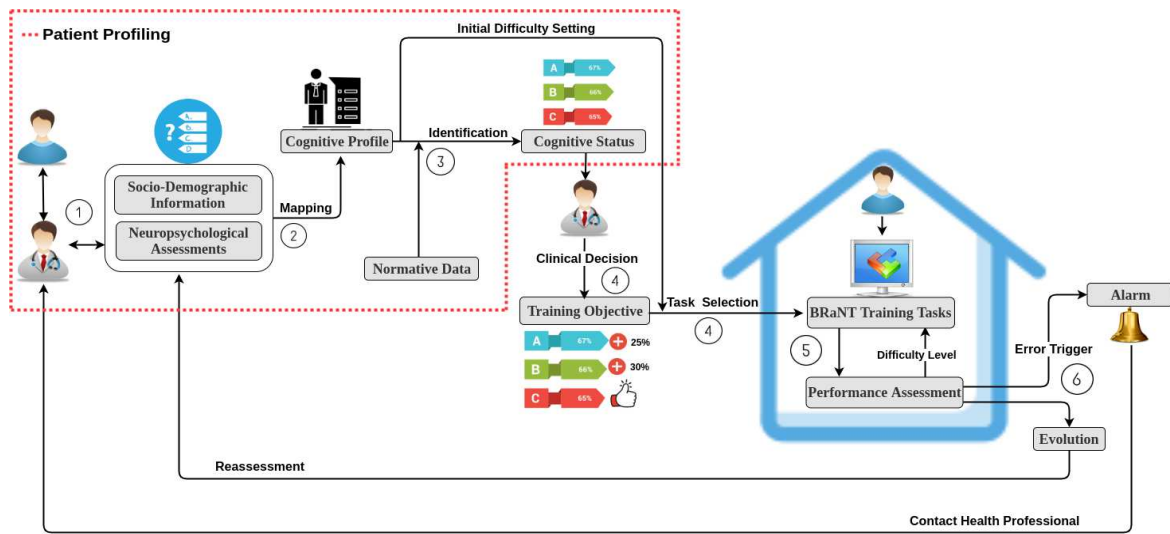 Patient Profiling
Initial Difficulty Setting
A 67%
B 66%
C 65%
?
A.
B.
C.
D
Cognitive Profile
Identification
3
Cognitive Status
Socio-Demographic
Information
Neuropsychological
Assessments
1
Mapping
2
Normative Data
Clinical Decision
4
Training Objective
Task Selection
4
A 67% + 25%
B 66% + 30%
C 65%
BRaNT Training Tasks
5
Difficulty Level
Performance Assessment
Error Trigger
6
Alarm
Evolution
Reassessment
Contact Health Professional